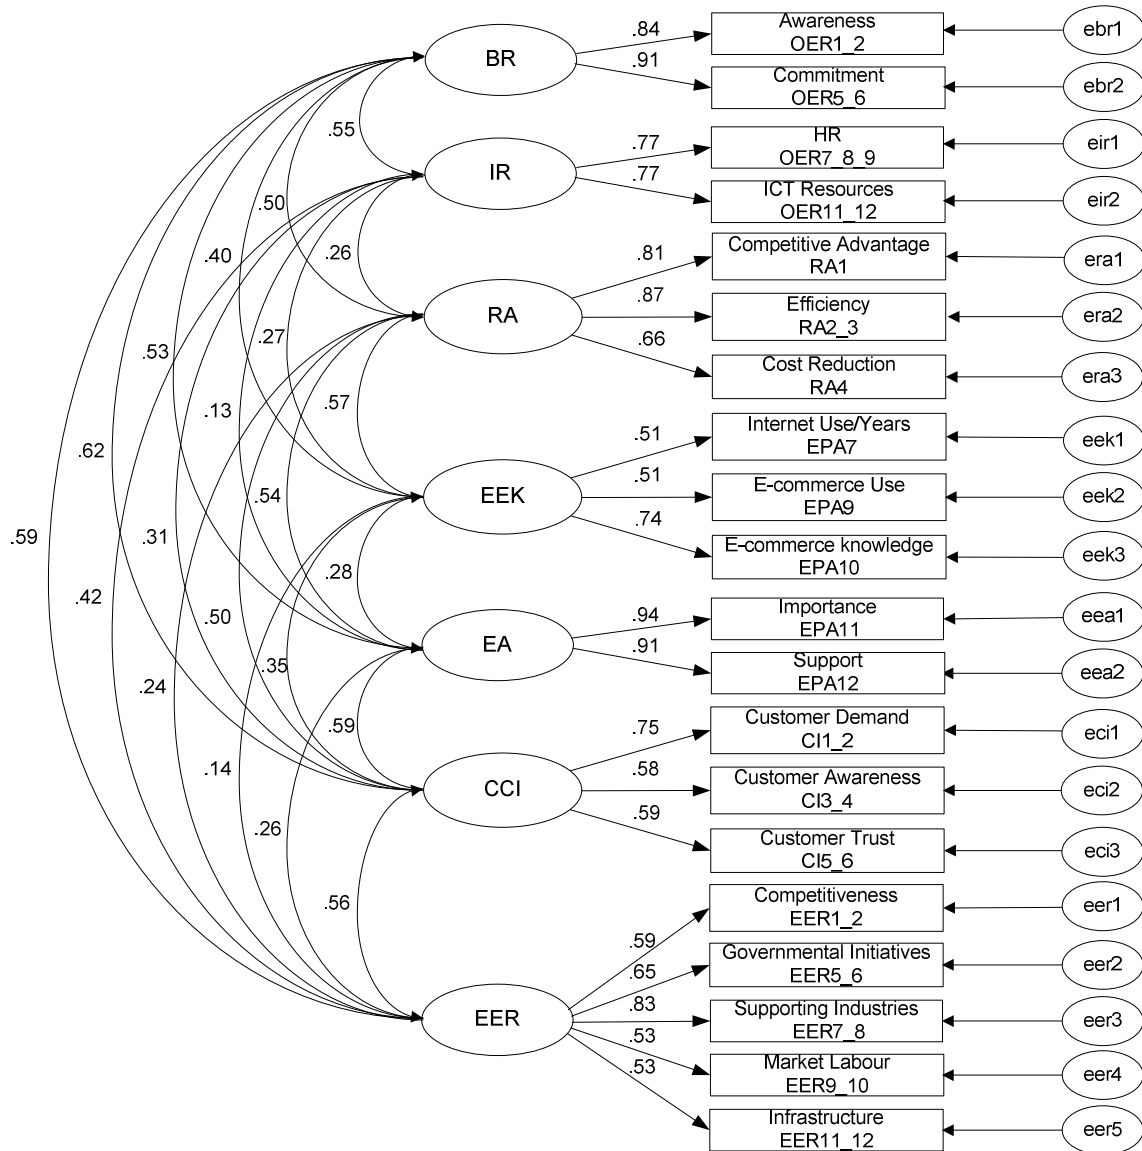 .84
Awareness
OER1_2
ebr1
BR
.91
Commitment
OER5_6
ebr2
.55
.77
HR
OER7_8_9
eir1
IR
.77
ICT Resources
OER11_12
eir2
.50
.26
.40
.81
Competitive Advantage
RA1
era1
RA
.87
Efficiency
RA2_3
era2
.27
.66
Cost Reduction
RA4
era3
.53
.13
.57
.51
Internet Use/Years
EPA7
eek1
.62
.54
EEK
.51
E-commerce Use
EPA9
eek2
.59
.31
.74
E-commerce knowledge
EPA10
eek3
.28
.42
.50
.94
Importance
EPA11
eea1
EA
.91
Support
EPA12
eea2
.24
.35
.59
.75
Customer Demand
CI1_2
eci1
.14
CCI
.58
Customer Awareness
CI3_4
eci2
.26
.59
Customer Trust
CI5_6
eci3
.56
.59
Competitiveness
EER1_2
eer1
.65
Governmental Initiatives
EER5_6
eer2
EER
.83
Supporting Industries
EER7_8
eer3
.53
Market Labour
EER9_10
eer4
.53
Infrastructure
EER11_12
eer5